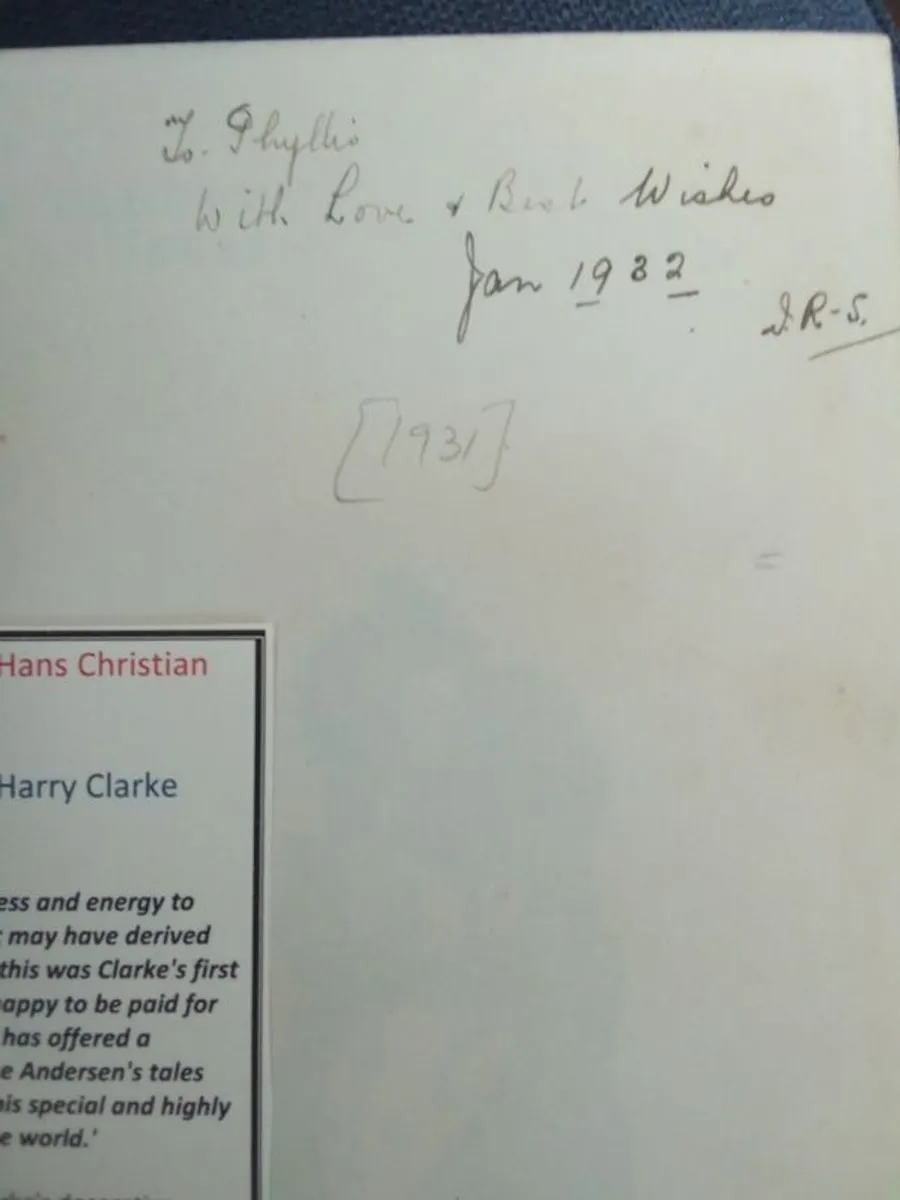 To. Phyllis
With Love & Best Wishes
Jan 1932
I.R-S.
[1931]
Hans Christian
Harry Clarke
ess and energy to
may have derived
this was Clarke's first
appy to be paid for
has offered a
e Andersen's tales
his special and highly
e world.'